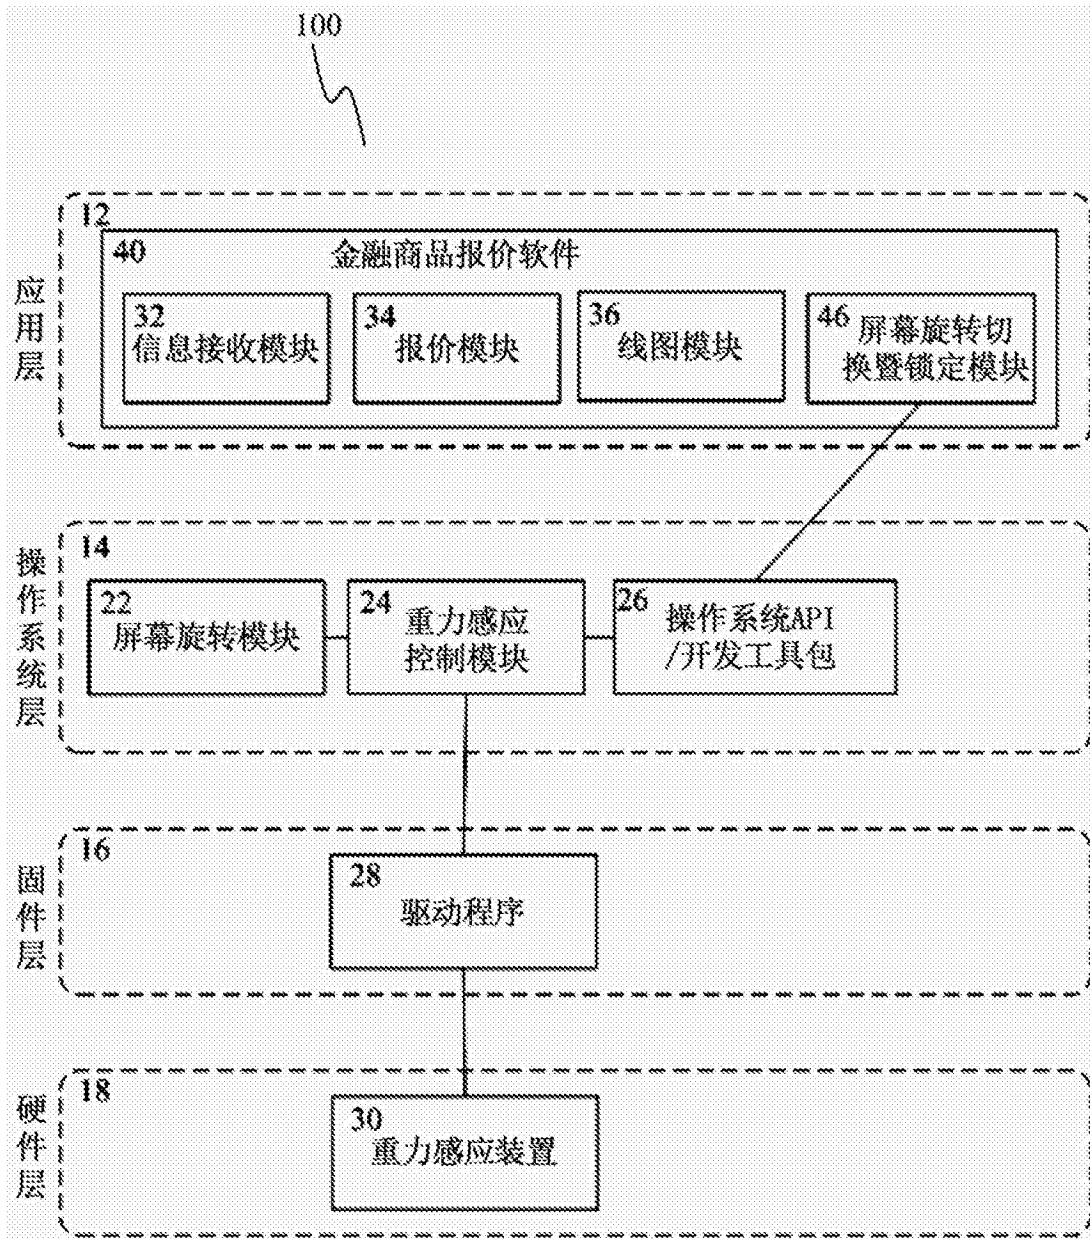 100
应用层
12
40 金融商品报价软件
32
信息接收模块
34
报价模块
36
线图模块
46 屏幕旋转切
换暨锁定模块
操作系统层
14
22
屏幕旋转模块
24 重力感应
控制模块
26 操作系统API
/开发工具包
固件层
16
28
驱动程序
硬件层
18
30
重力感应装置